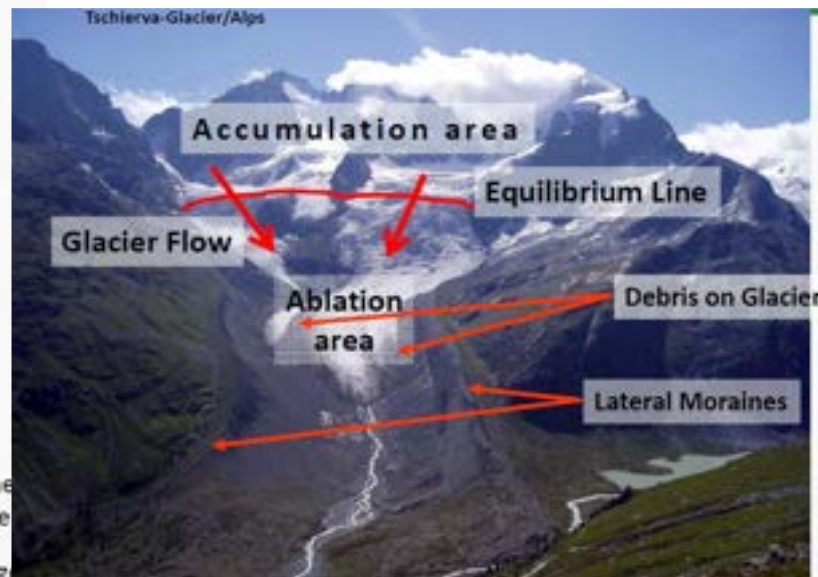 Tschierva-Glacier/Alps
Accumulation area
Equilibrium Line
Glacier Flow
Ablation
area
Debris on Glacier
Lateral Moraines